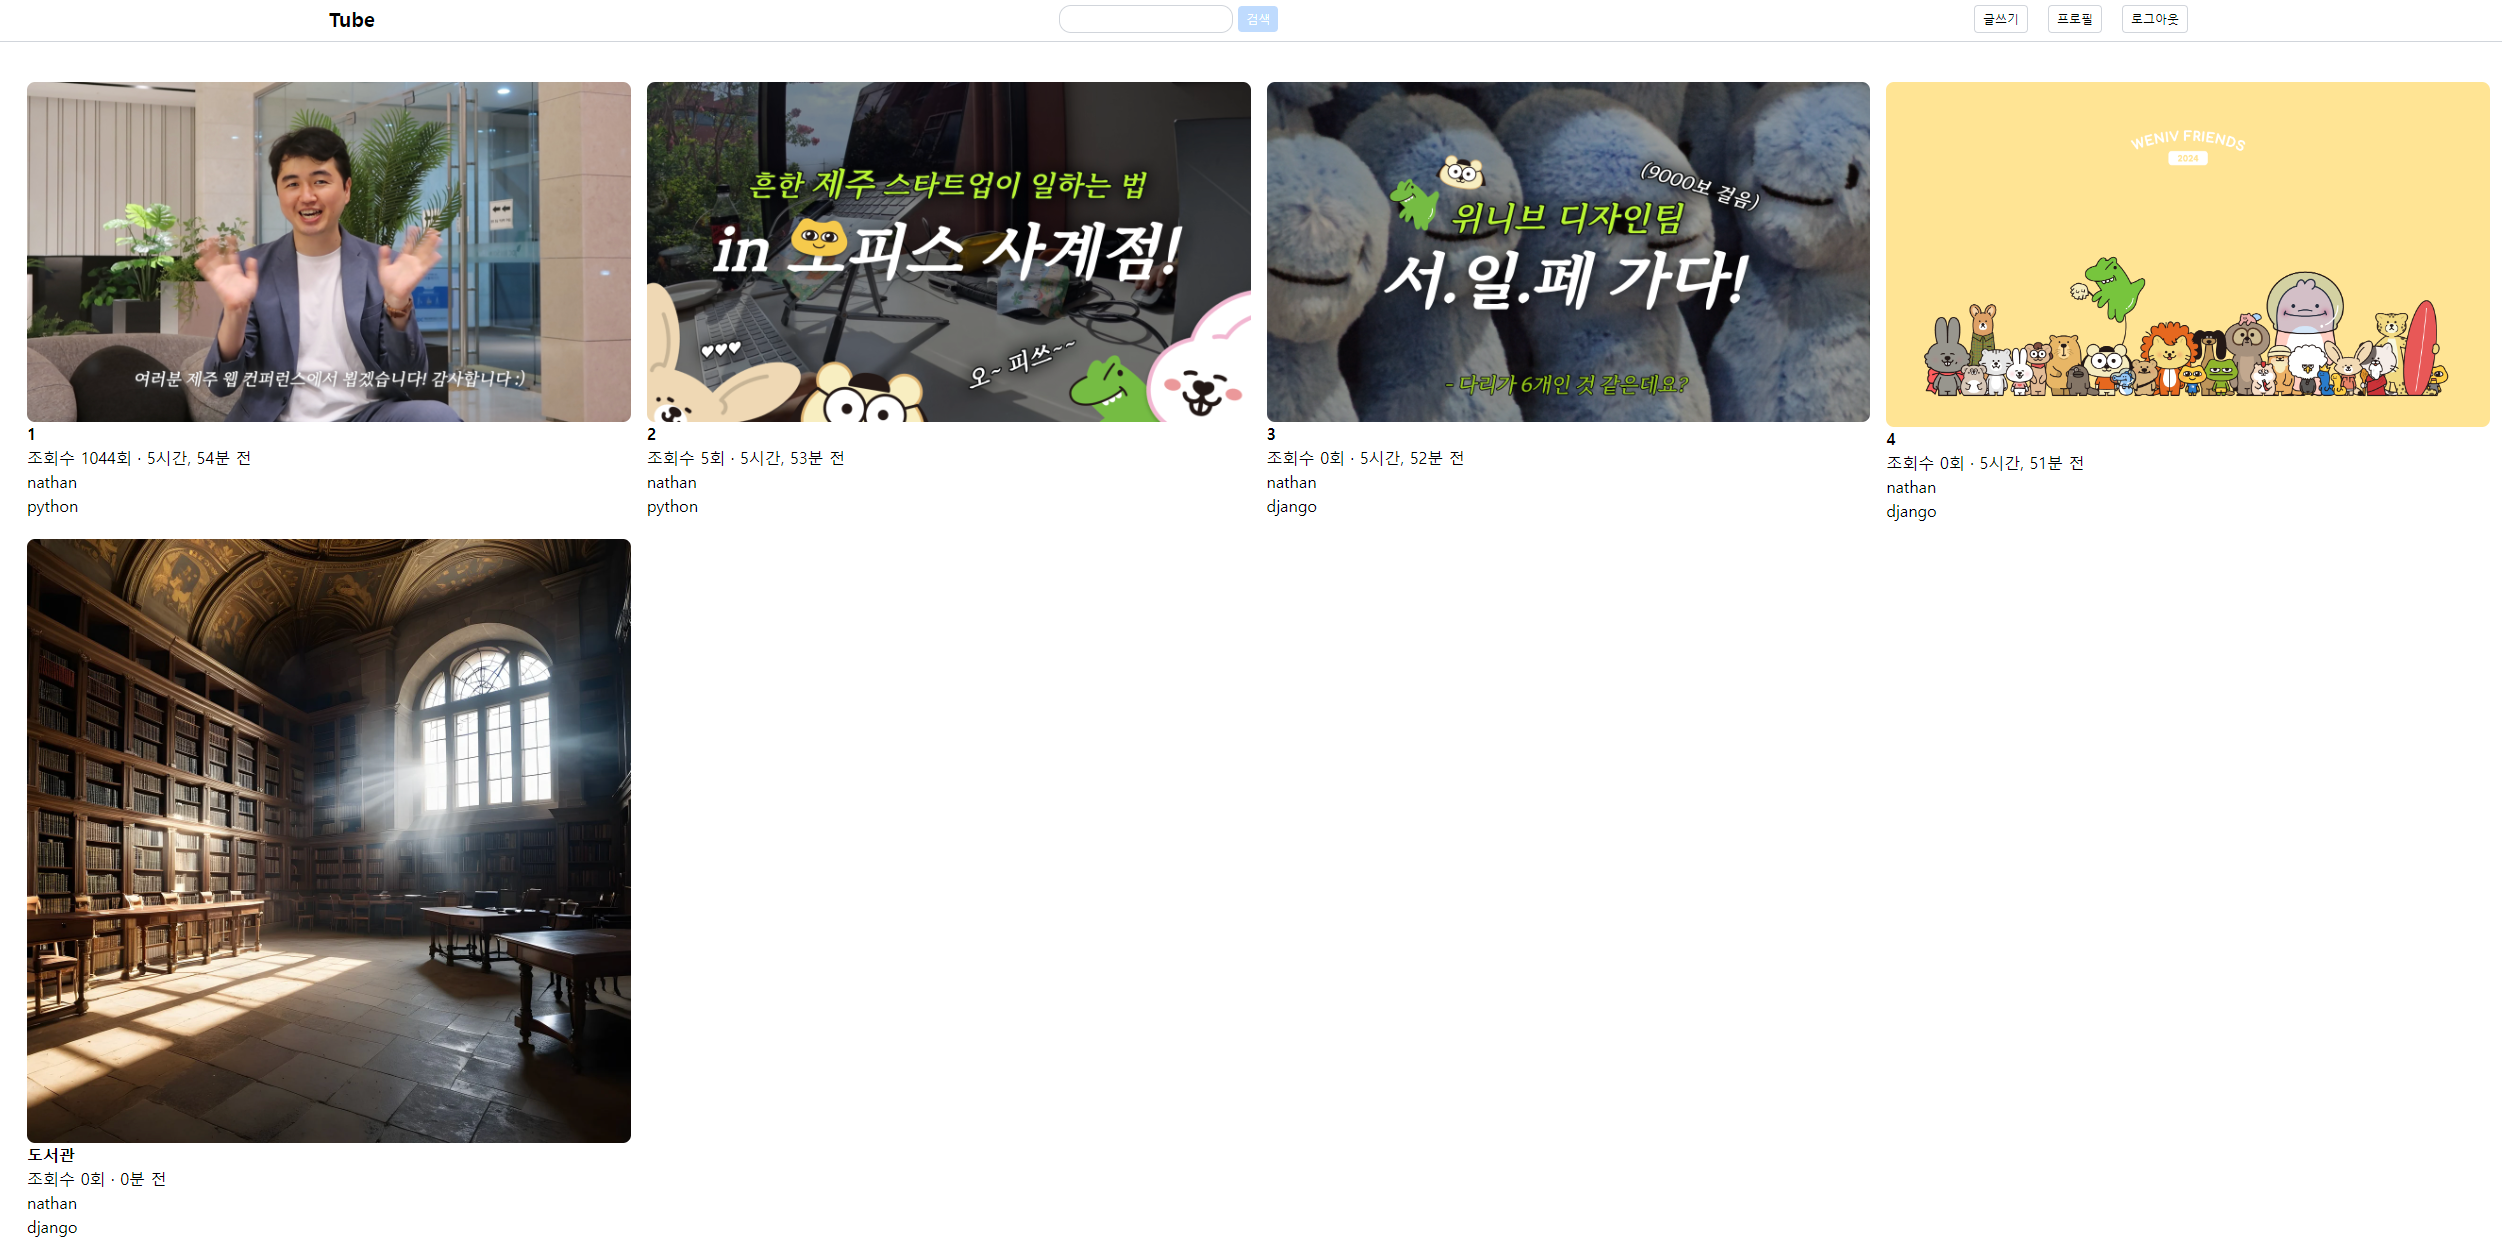 Tube
검색
글쓰기
프로필
로그아웃
여러분 제주 웹 컨퍼런스에서 뵙겠습니다! 감사합니다 :)
1
조회수 1044회 · 5시간, 54분 전
nathan
python
흔한 제주 스타트업이 일하는 법
in 오피스 사계점!
♥♥♥
오~ 피쓰~~
2
조회수 5회 · 5시간, 53분 전
nathan
python
(9000보 걸음)
위니브 디자인팀
서.일.페 가다!
- 다리가 6개인 것 같은데요?
3
조회수 0회 · 5시간, 52분 전
nathan
django
WENIV FRIENDS
2024
4
조회수 0회 · 5시간, 51분 전
nathan
django
도서관
조회수 0회 · 0분 전
nathan
django